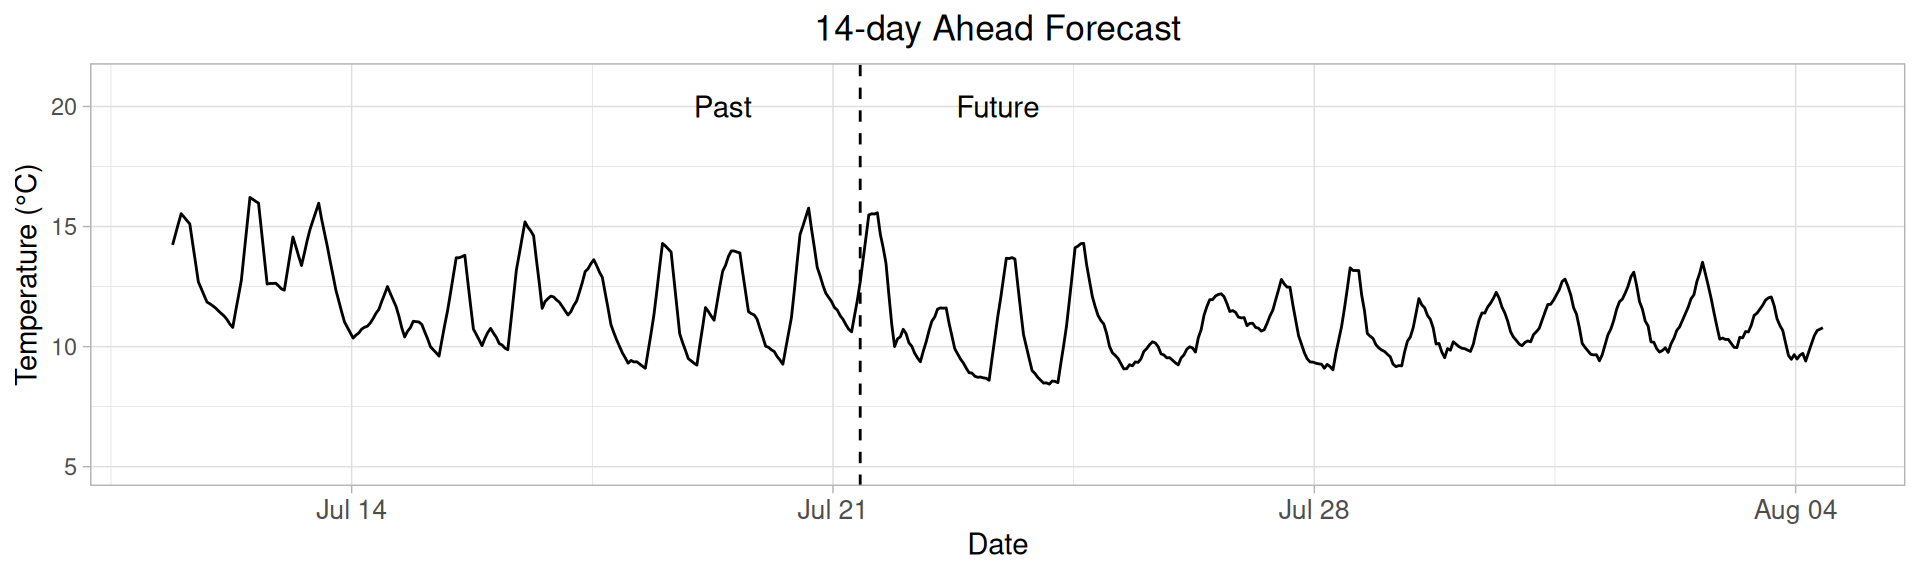 14-day Ahead Forecast
Past
Future
20
15
10
5
Temperature (°C)
Jul 14
Jul 21
Jul 28
Aug 04
Date